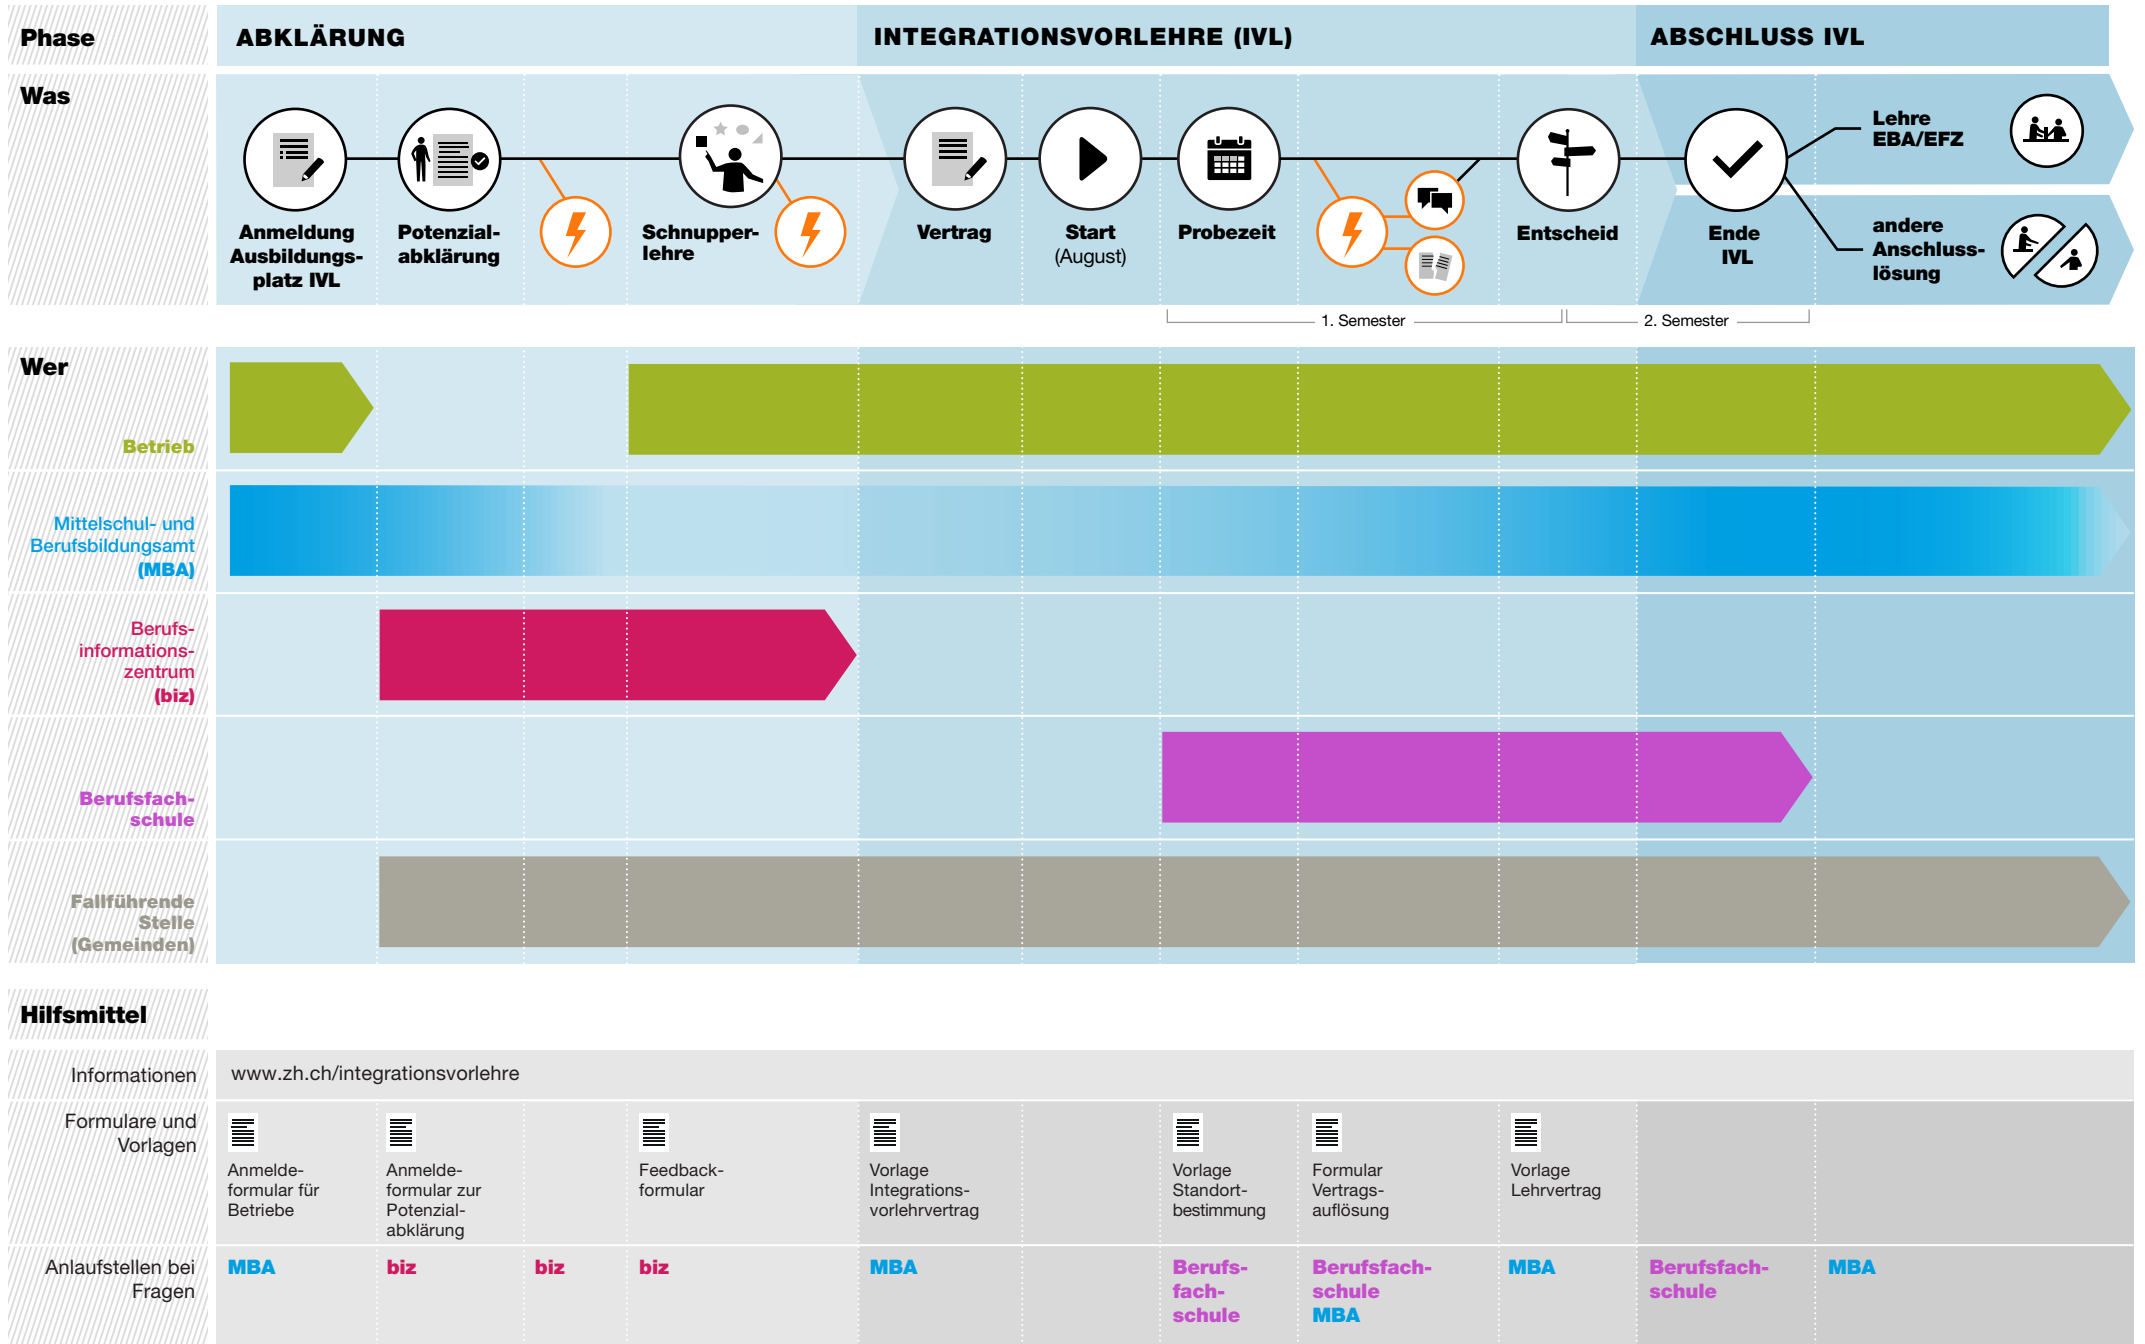 Phase
ABKLÄRUNG
INTEGRATIONSVORLEHRE (IVL)
ABSCHLUSS IVL
Was
Anmeldung
Ausbildungs-
platz IVL
Potenzial-
abklärung
Schnupper-
lehre
Vertrag
Start
(August)
Probezeit
Entscheid
Ende
IVL
Lehre
EBA/EFZ
andere
Anschluss-
lösung
1. Semester
2. Semester
Wer
Betrieb
Mittelschul- und
Berufsbildungsamt
(MBA)
Berufs-
informations-
zentrum
(biz)
Berufsfach-
schule
Fallführende
Stelle
(Gemeinden)
Hilfsmittel
Informationen
www.zh.ch/integrationsvorlehre
Formulare und
Vorlagen
Anmelde-
formular für
Betriebe
Anmelde-
formular zur
Potenzial-
abklärung
Feedback-
formular
Vorlage
Integrations-
vorlehrvertrag
Vorlage
Standort-
bestimmung
Formular
Vertrags-
auflösung
Vorlage
Lehrvertrag
Anlaufstellen bei
Fragen
MBA
biz
biz
biz
MBA
Berufs-
fach-
schule
Berufsfach-
schule
MBA
MBA
Berufsfach-
schule
MBA